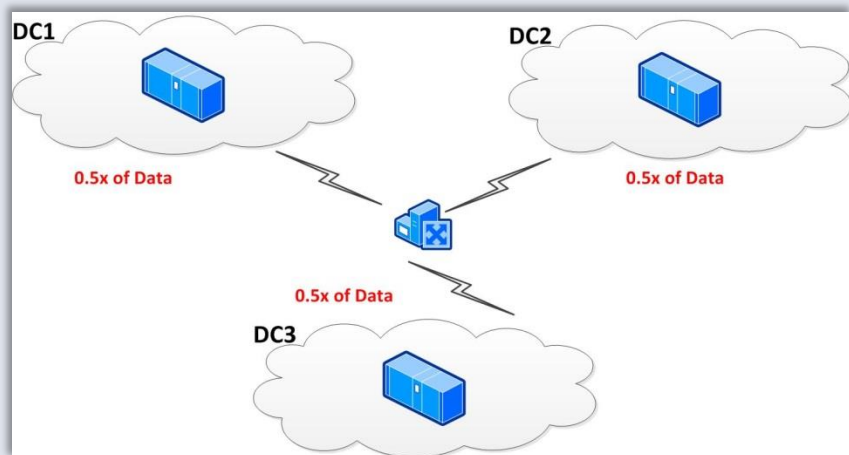 DC1
DC2
0.5x of Data
0.5x of Data
0.5x of Data
DC3